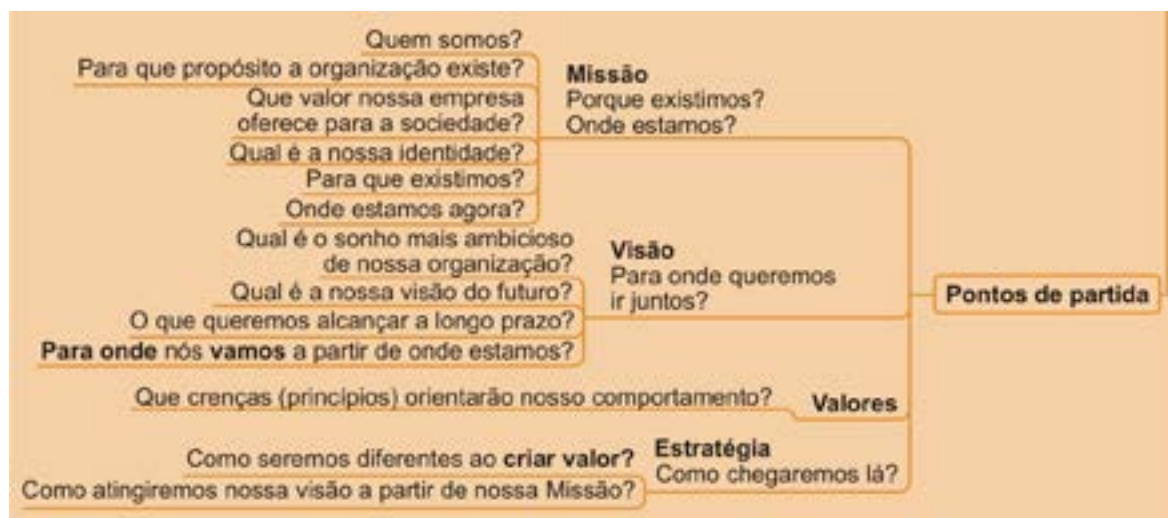 Quem somos?
Para que propósito a organização existe?
Que valor nossa empresa
oferece para a sociedade?
Qual é a nossa identidade?
Para que existimos?
Onde estamos agora?
Missão
Porque existimos?
Onde estamos?
Qual é o sonho mais ambicioso
de nossa organização?
Qual é a nossa visão do futuro?
O que queremos alcançar a longo prazo?
Para onde nós vamos a partir de onde estamos?
Visão
Para onde queremos
ir juntos?
Que crenças (princípios) orientarão nosso comportamento?
Valores
Como seremos diferentes ao criar valor?
Como atingiremos nossa visão a partir de nossa Missão?
Estratégia
Como chegaremos lá?
Pontos de partida